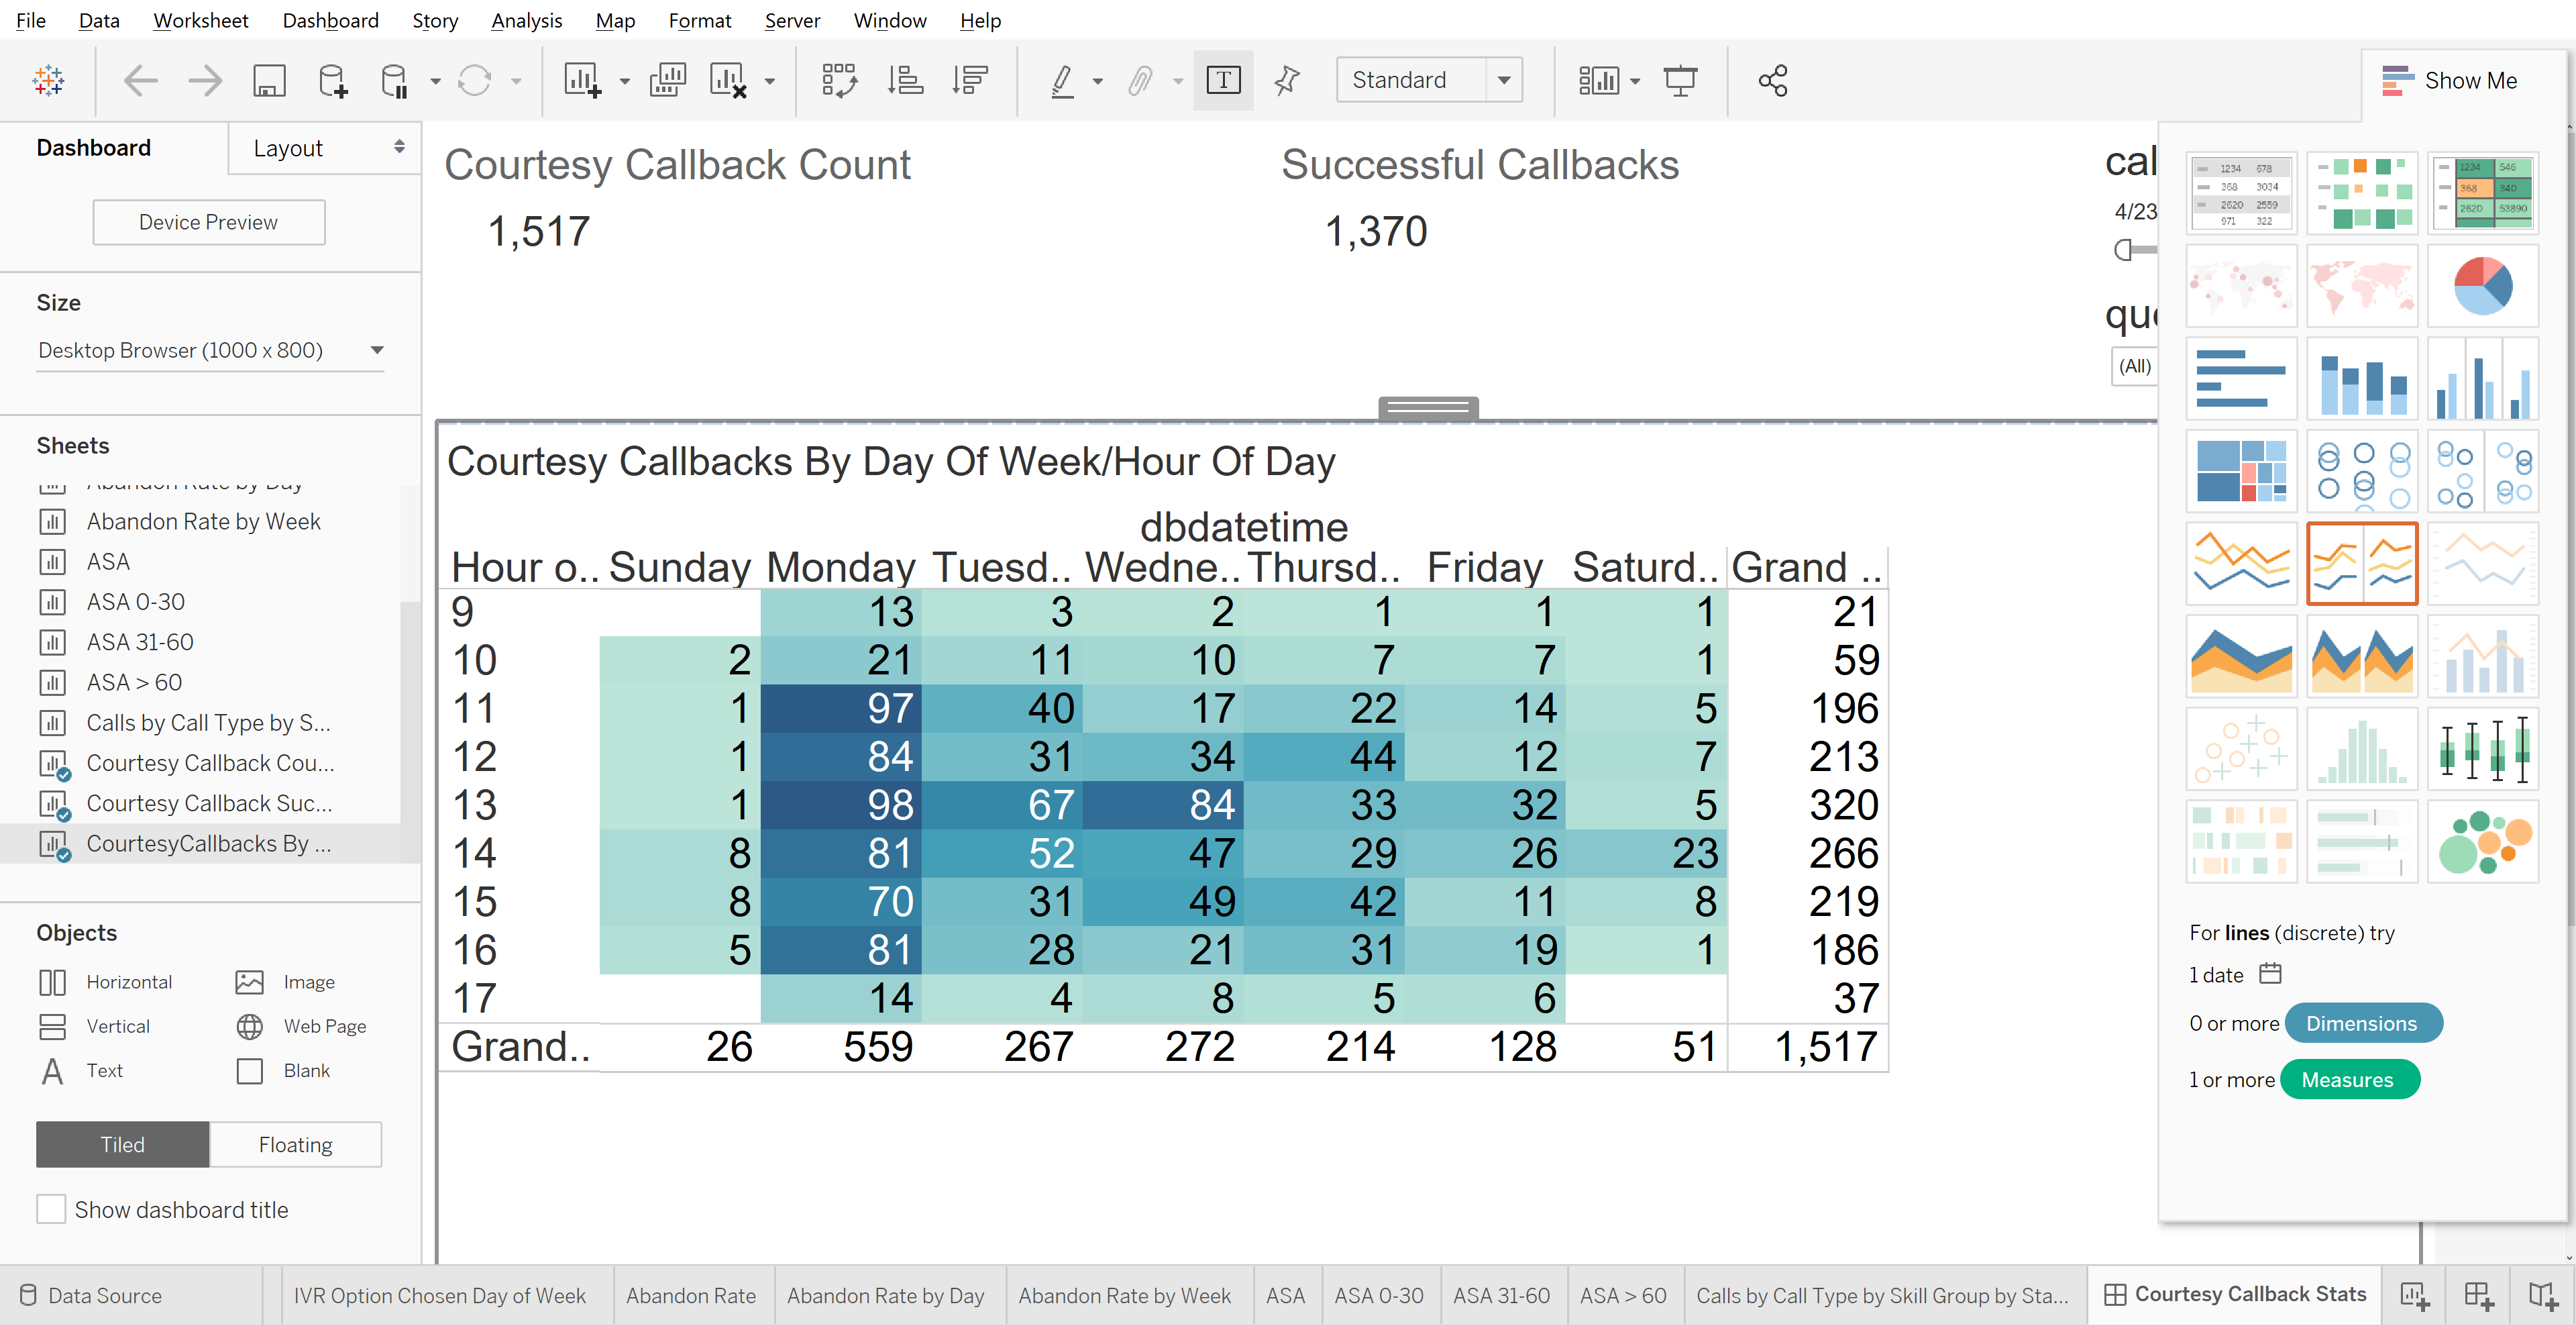 File Data Worksheet Dashboard Story Analysis Map Format Server Window Help
Standard
Show Me
Dashboard Layout
Device Preview
Size
Desktop Browser (1000 x 800)
Sheets
Abandon Rate by Day
Abandon Rate by Week
ASA
ASA 0-30
ASA 31-60
ASA > 60
Calls by Call Type by S...
Courtesy Callback Cou...
Courtesy Callback Suc...
CourtesyCallbacks By ...
Objects
Horizontal Image
Vertical Web Page
A Text Blank
Tiled Floating
Show dashboard title
Courtesy Callback Count
1,517
Successful Callbacks
1,370
cal
4/23
que
(All)
Courtesy Callbacks By Day Of Week/Hour Of Day
dbdatetime
Hour o.. Sunday Monday Tuesd.. Wedne.. Thursd.. Friday Saturd.. Grand ..
9 13 3 2 1 1 1 21
10 2 21 11 10 7 7 1 59
11 1 97 40 17 22 14 5 196
12 1 84 31 34 44 12 7 213
13 1 98 67 84 33 32 5 320
14 8 81 52 47 29 26 23 266
15 8 70 31 49 42 11 8 219
16 5 81 28 21 31 19 1 186
17 14 4 8 5 6 37
Grand.. 26 559 267 272 214 128 51 1,517
1234 678
368 3034
2620 2559
971 322
1234 546
368 340
2620 53890
For lines (discrete) try
1 date
0 or more Dimensions
1 or more Measures
Data Source IVR Option Chosen Day of Week Abandon Rate Abandon Rate by Day Abandon Rate by Week ASA ASA 0-30 ASA 31-60 ASA > 60 Calls by Call Type by Skill Group by Sta... Courtesy Callback Stats